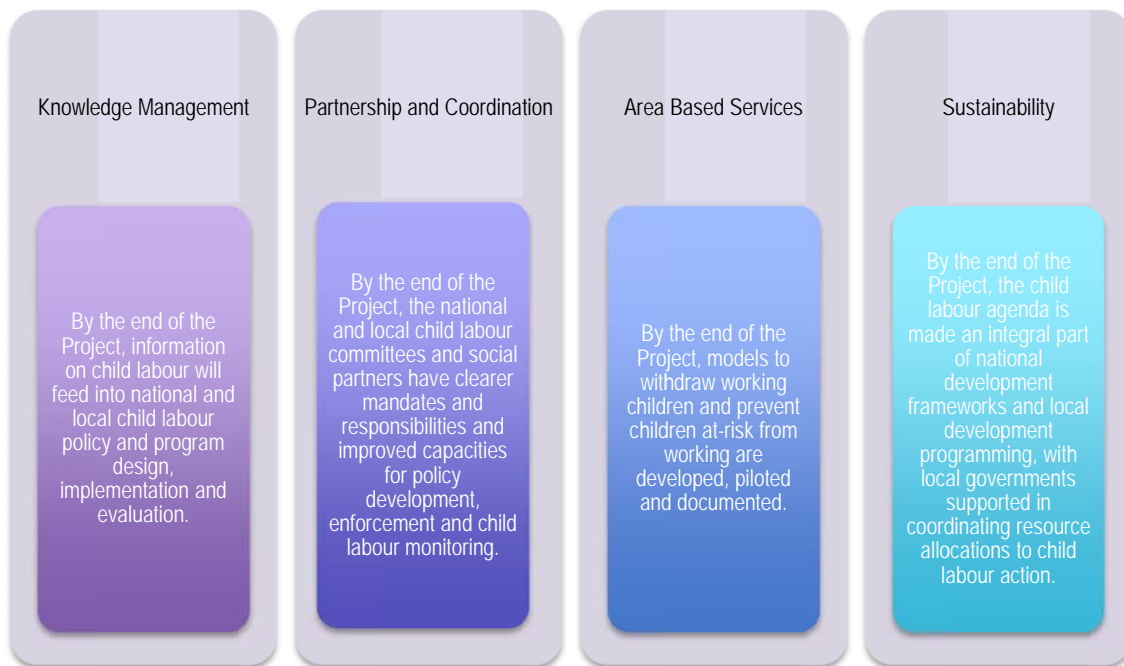 Knowledge Management
By the end of the
Project, information
on child labour will
feed into national and
local child labour
policy and program
design,
implementation and
evaluation.
Partnership and Coordination
By the end of the
Project, the national
and local child labour
committees and social
partners have clearer
mandates and
responsibilities and
improved capacities
for policy
development,
enforcement and child
labour monitoring.
Area Based Services
By the end of the
Project, models to
withdraw working
children and prevent
children at-risk from
working are
developed, piloted
and documented.
Sustainability
By the end of the
Project, the child
labour agenda is
made an integral part
of national
development
frameworks and local
development
programming, with
local governments
supported in
coordinating resource
allocations to child
labour action.